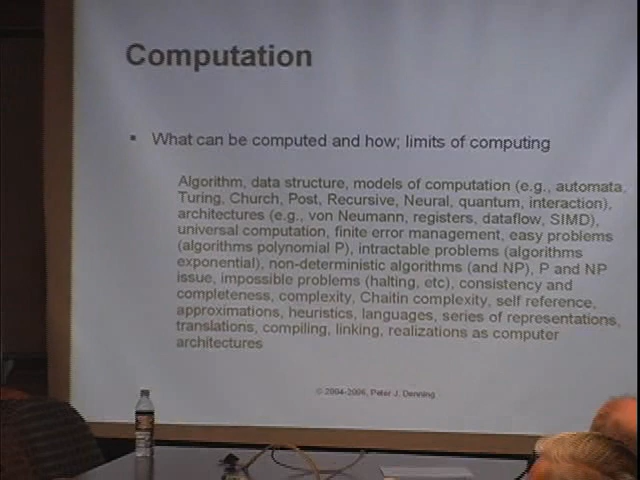 Computation
▪ What can be computed and how; limits of computing
Algorithm, data structure, models of computation (e.g., automata,
Turing, Church, Post, Recursive, Neural, quantum, interaction),
architectures (e.g., von Neumann, registers, dataflow, SIMD),
universal computation, finite error management, easy problems
(algorithms polynomial P), intractable problems (algorithms
exponential), non-deterministic algorithms (and NP), P and NP
issue, impossible problems (halting, etc), consistency and
completeness, complexity, Chaitin complexity, self reference,
approximations, heuristics, languages, series of representations,
translations, compiling, linking, realizations as computer
architectures
© 2004-2006, Peter J. Denning